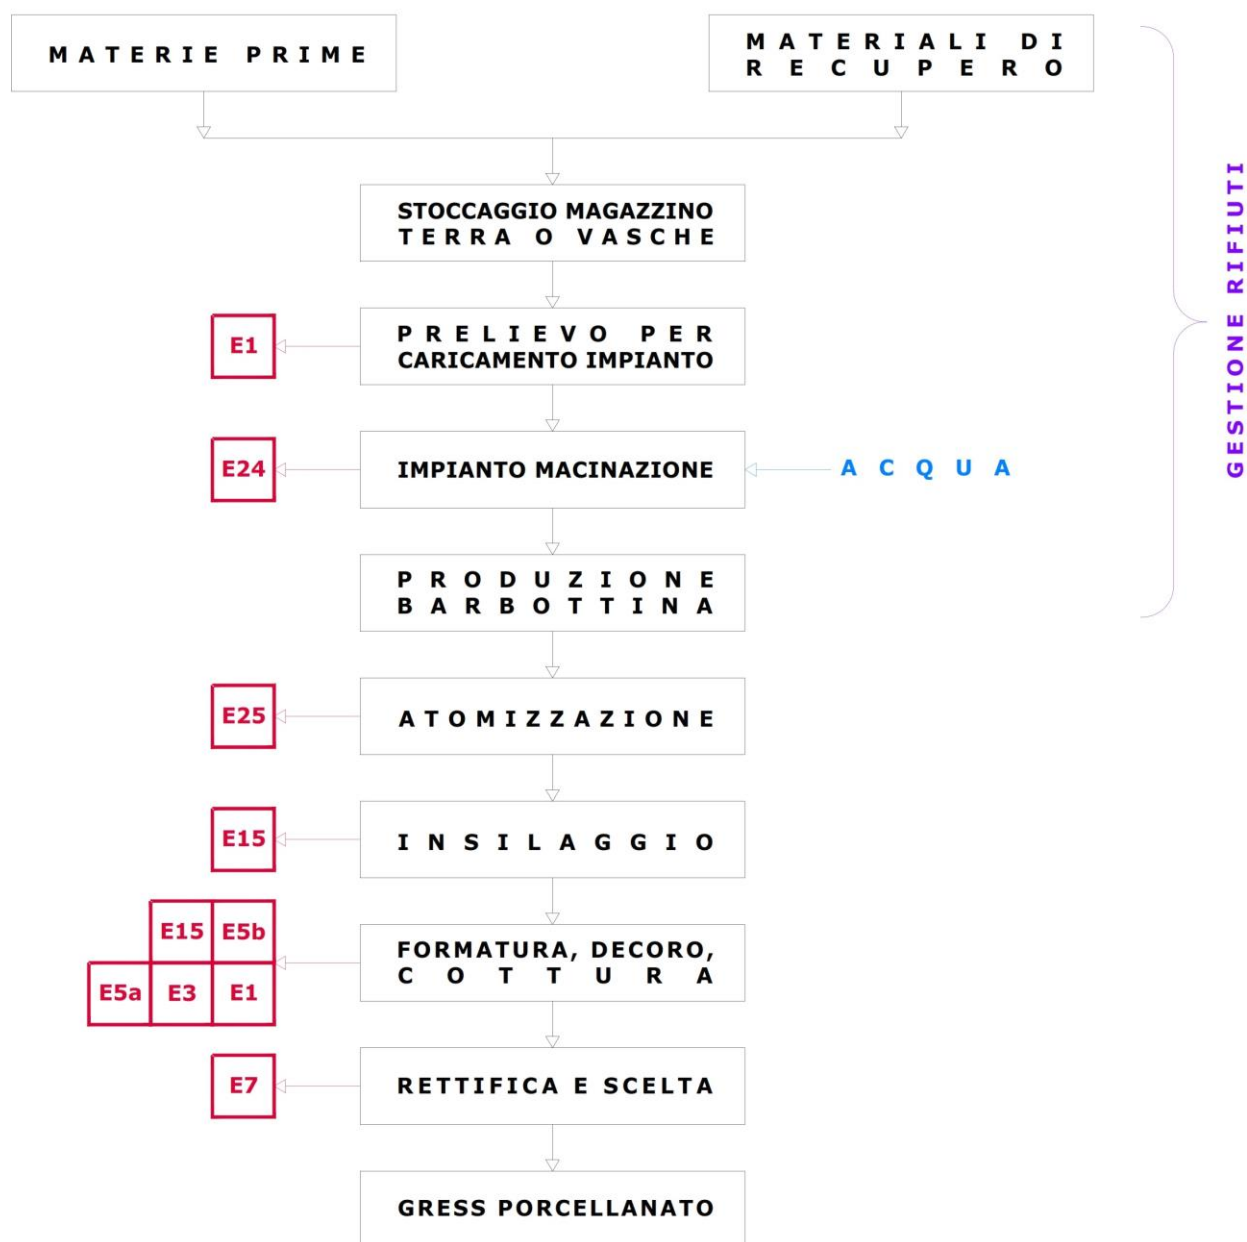 MATERIE PRIME
MATERIALI DI
RECUPERO
STOCCAGGIO MAGAZZINO
TERRA O VASCHE
E1
PRELIEVO PER
CARICAMENTO IMPIANTO
E24
IMPIANTO MACINAZIONE
ACQUA
GESTIONE RIFIUTI
PRODUZIONE
BARBOTTINA
E25
ATOMIZZAZIONE
E15
INSILAGGIO
E15 E5b
E5a E3 E1
FORMATURA, DECORO,
COTTURA
E7
RETTIFICA E SCELTA
GRESS PORCELLANATO